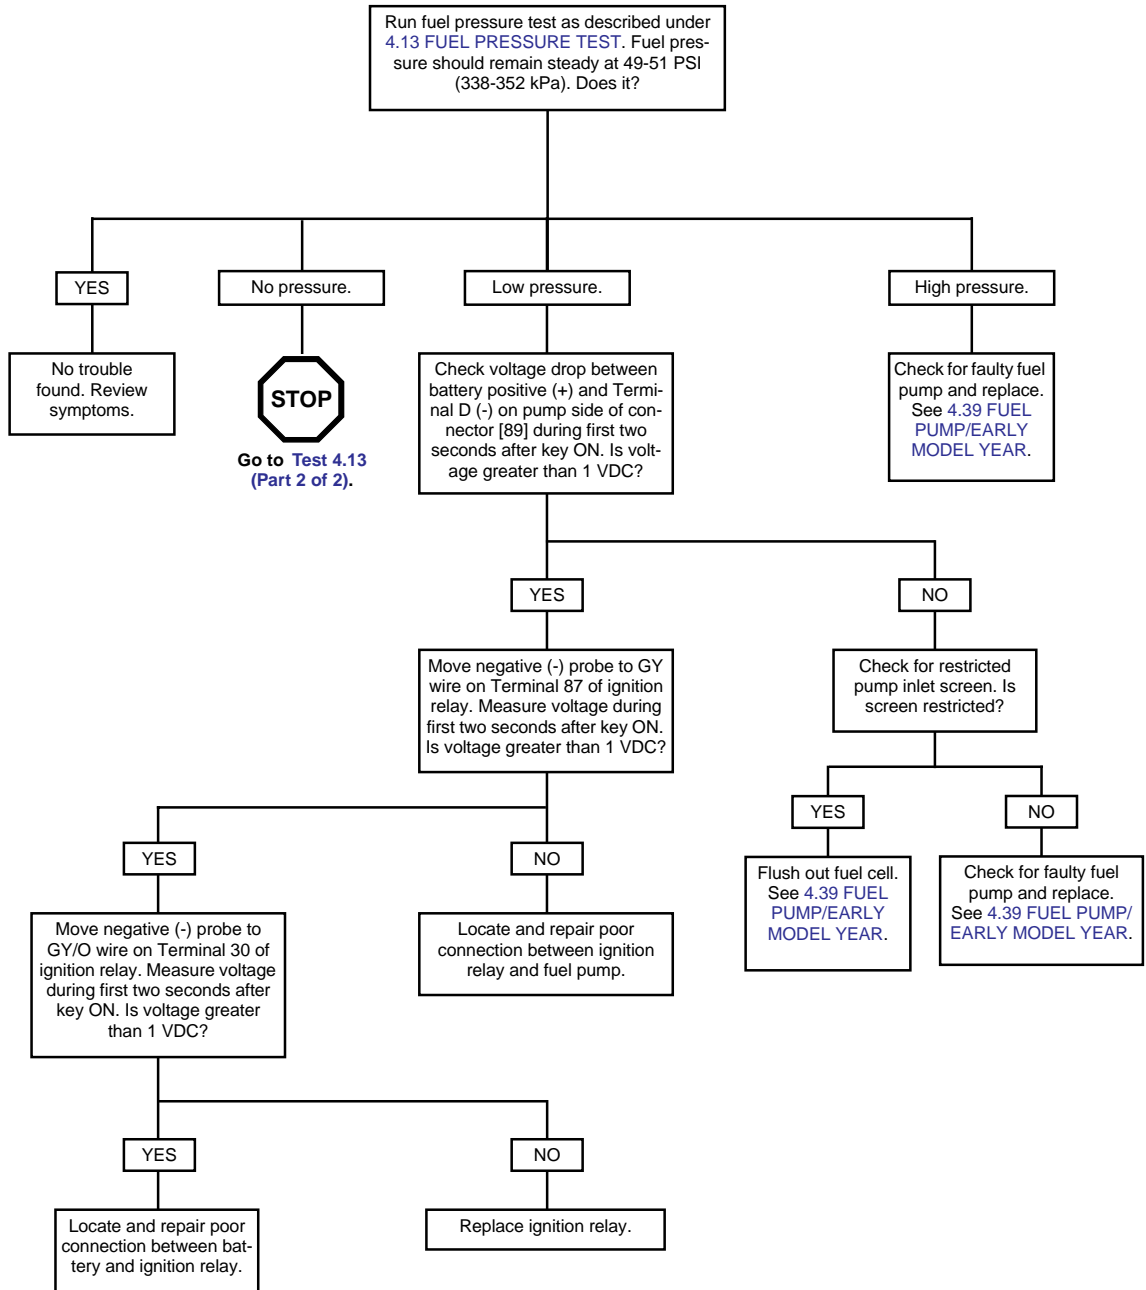 Run fuel pressure test as described under
4.13 FUEL PRESSURE TEST. Fuel pres-
sure should remain steady at 49-51 PSI
(338-352 kPa). Does it?
YES
No pressure.
Low pressure.
High pressure.
No trouble
found. Review
symptoms.
STOP
Go to Test 4.13
(Part 2 of 2).
Check voltage drop between
battery positive (+) and Termi-
nal D (-) on pump side of con-
nector [89] during first two
seconds after key ON. Is volt-
age greater than 1 VDC?
Check for faulty fuel
pump and replace.
See 4.39 FUEL
PUMP/EARLY
MODEL YEAR.
YES
NO
Move negative (-) probe to GY
wire on Terminal 87 of ignition
relay. Measure voltage during
first two seconds after key ON.
Is voltage greater than 1 VDC?
Check for restricted
pump inlet screen. Is
screen restricted?
YES
NO
YES
NO
Move negative (-) probe to
GY/O wire on Terminal 30 of
ignition relay. Measure voltage
during first two seconds after
key ON. Is voltage greater
than 1 VDC?
Locate and repair poor
connection between ignition
relay and fuel pump.
Flush out fuel cell.
See 4.39 FUEL
PUMP/EARLY
MODEL YEAR.
Check for faulty fuel
pump and replace.
See 4.39 FUEL PUMP/
EARLY MODEL YEAR.
YES
NO
Locate and repair poor
connection between bat-
tery and ignition relay.
Replace ignition relay.